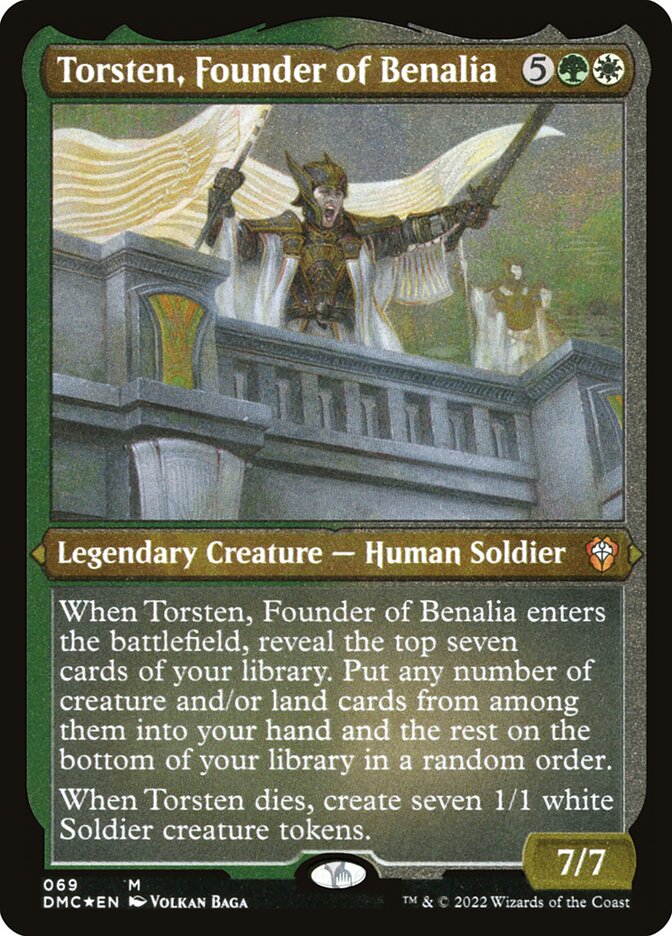 Torsten, Founder of Benalia 5
Legendary Creature — Human Soldier
When Torsten, Founder of Benalia enters
the battlefield, reveal the top seven
cards of your library. Put any number of
creature and/or land cards from among
them into your hand and the rest on the
bottom of your library in a random order.
When Torsten dies, create seven 1/1 white
Soldier creature tokens.
7/7
069 M
DMC★EN Volkan Baga ™ & © 2022 Wizards of the Coast